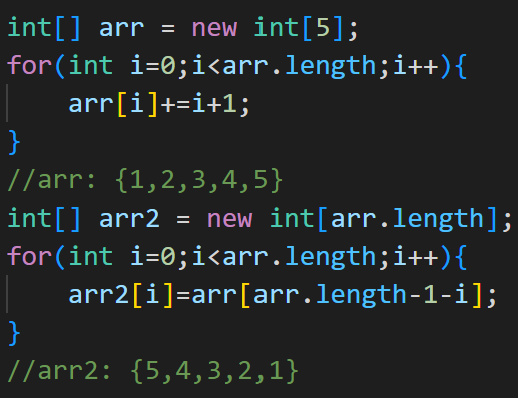 int[] arr = new int[5];
for(int i=0;i<arr.length;i++){
    arr[i]+=i+1;
}
//arr: {1,2,3,4,5}
int[] arr2 = new int[arr.length];
for(int i=0;i<arr.length;i++){
    arr2[i]=arr[arr.length-1-i];
}
//arr2: {5,4,3,2,1}